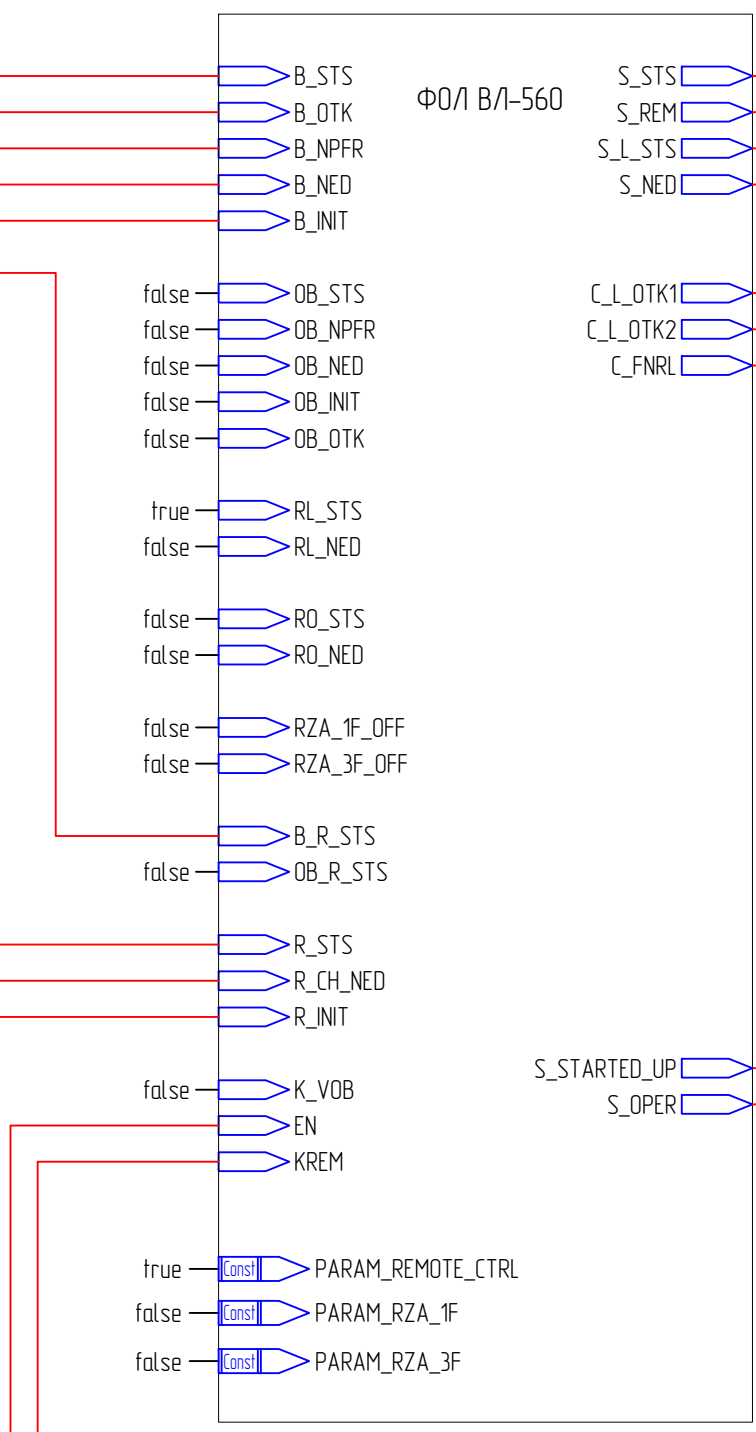 ФОЛ ВЛ-560
B_STS S_STS
B_OTK S_REM
B_NPFR S_L_STS
B_NED S_NED
B_INIT
false OB_STS C_L_OTK1
false OB_NPFR C_L_OTK2
false OB_NED C_FNRL
false OB_INIT
false OB_OTK
true RL_STS
false RL_NED
false RO_STS
false RO_NED
false RZA_1F_OFF
false RZA_3F_OFF
B_R_STS
false OB_R_STS
R_STS
R_CH_NED
R_INIT
S_STARTED_UP
false K_VOB
S_OPER
EN
KREM
true Const PARAM_REMOTE_CTRL
false Const PARAM_RZA_1F
false Const PARAM_RZA_3F